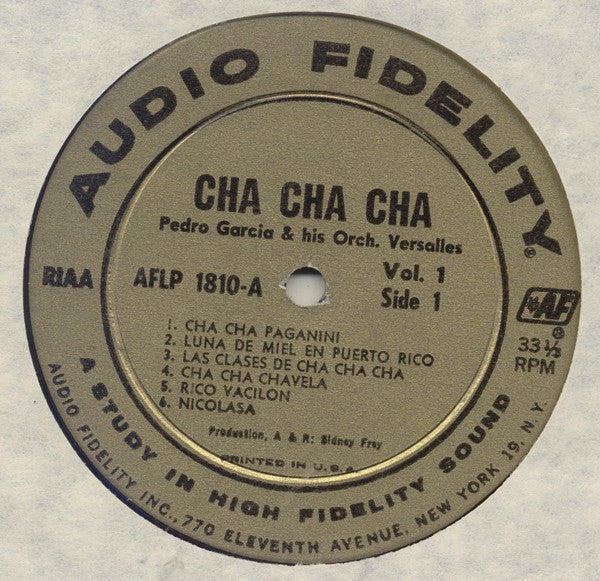 AUDIO FIDELITY®
CHA CHA CHA
Pedro Garcia & his Orch. Versalles
RIAA
AFLP 1810-A
Vol. 1
Side 1
AF®
33⅓
RPM
1. CHA CHA PAGANINI
2. LUNA DE MIEL EN PUERTO RICO
3. LAS CLASES DE CHA CHA CHA
4. CHA CHA CHAVELA
5. RICO VACILON
6. NICOLASA
Production, A & R: Sidney Frey
PRINTED IN U.S.A.
A STUDY IN HIGH FIDELITY SOUND
AUDIO FIDELITY INC., 770 ELEVENTH AVENUE, NEW YORK 19, N.Y.